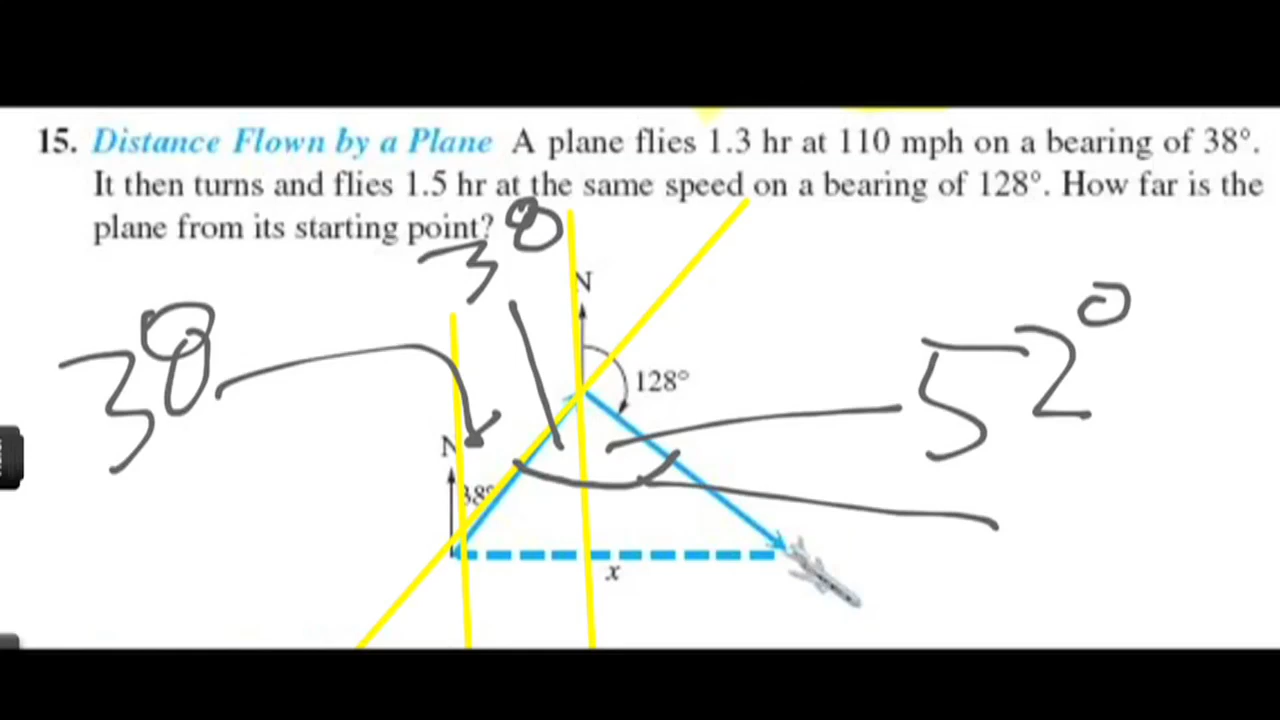 15. Distance Flown by a Plane A plane flies 1.3 hr at 110 mph on a bearing of 38°.
It then turns and flies 1.5 hr at the same speed on a bearing of 128°. How far is the
plane from its starting point?
38
N
38
52°
128°
N
38°
x